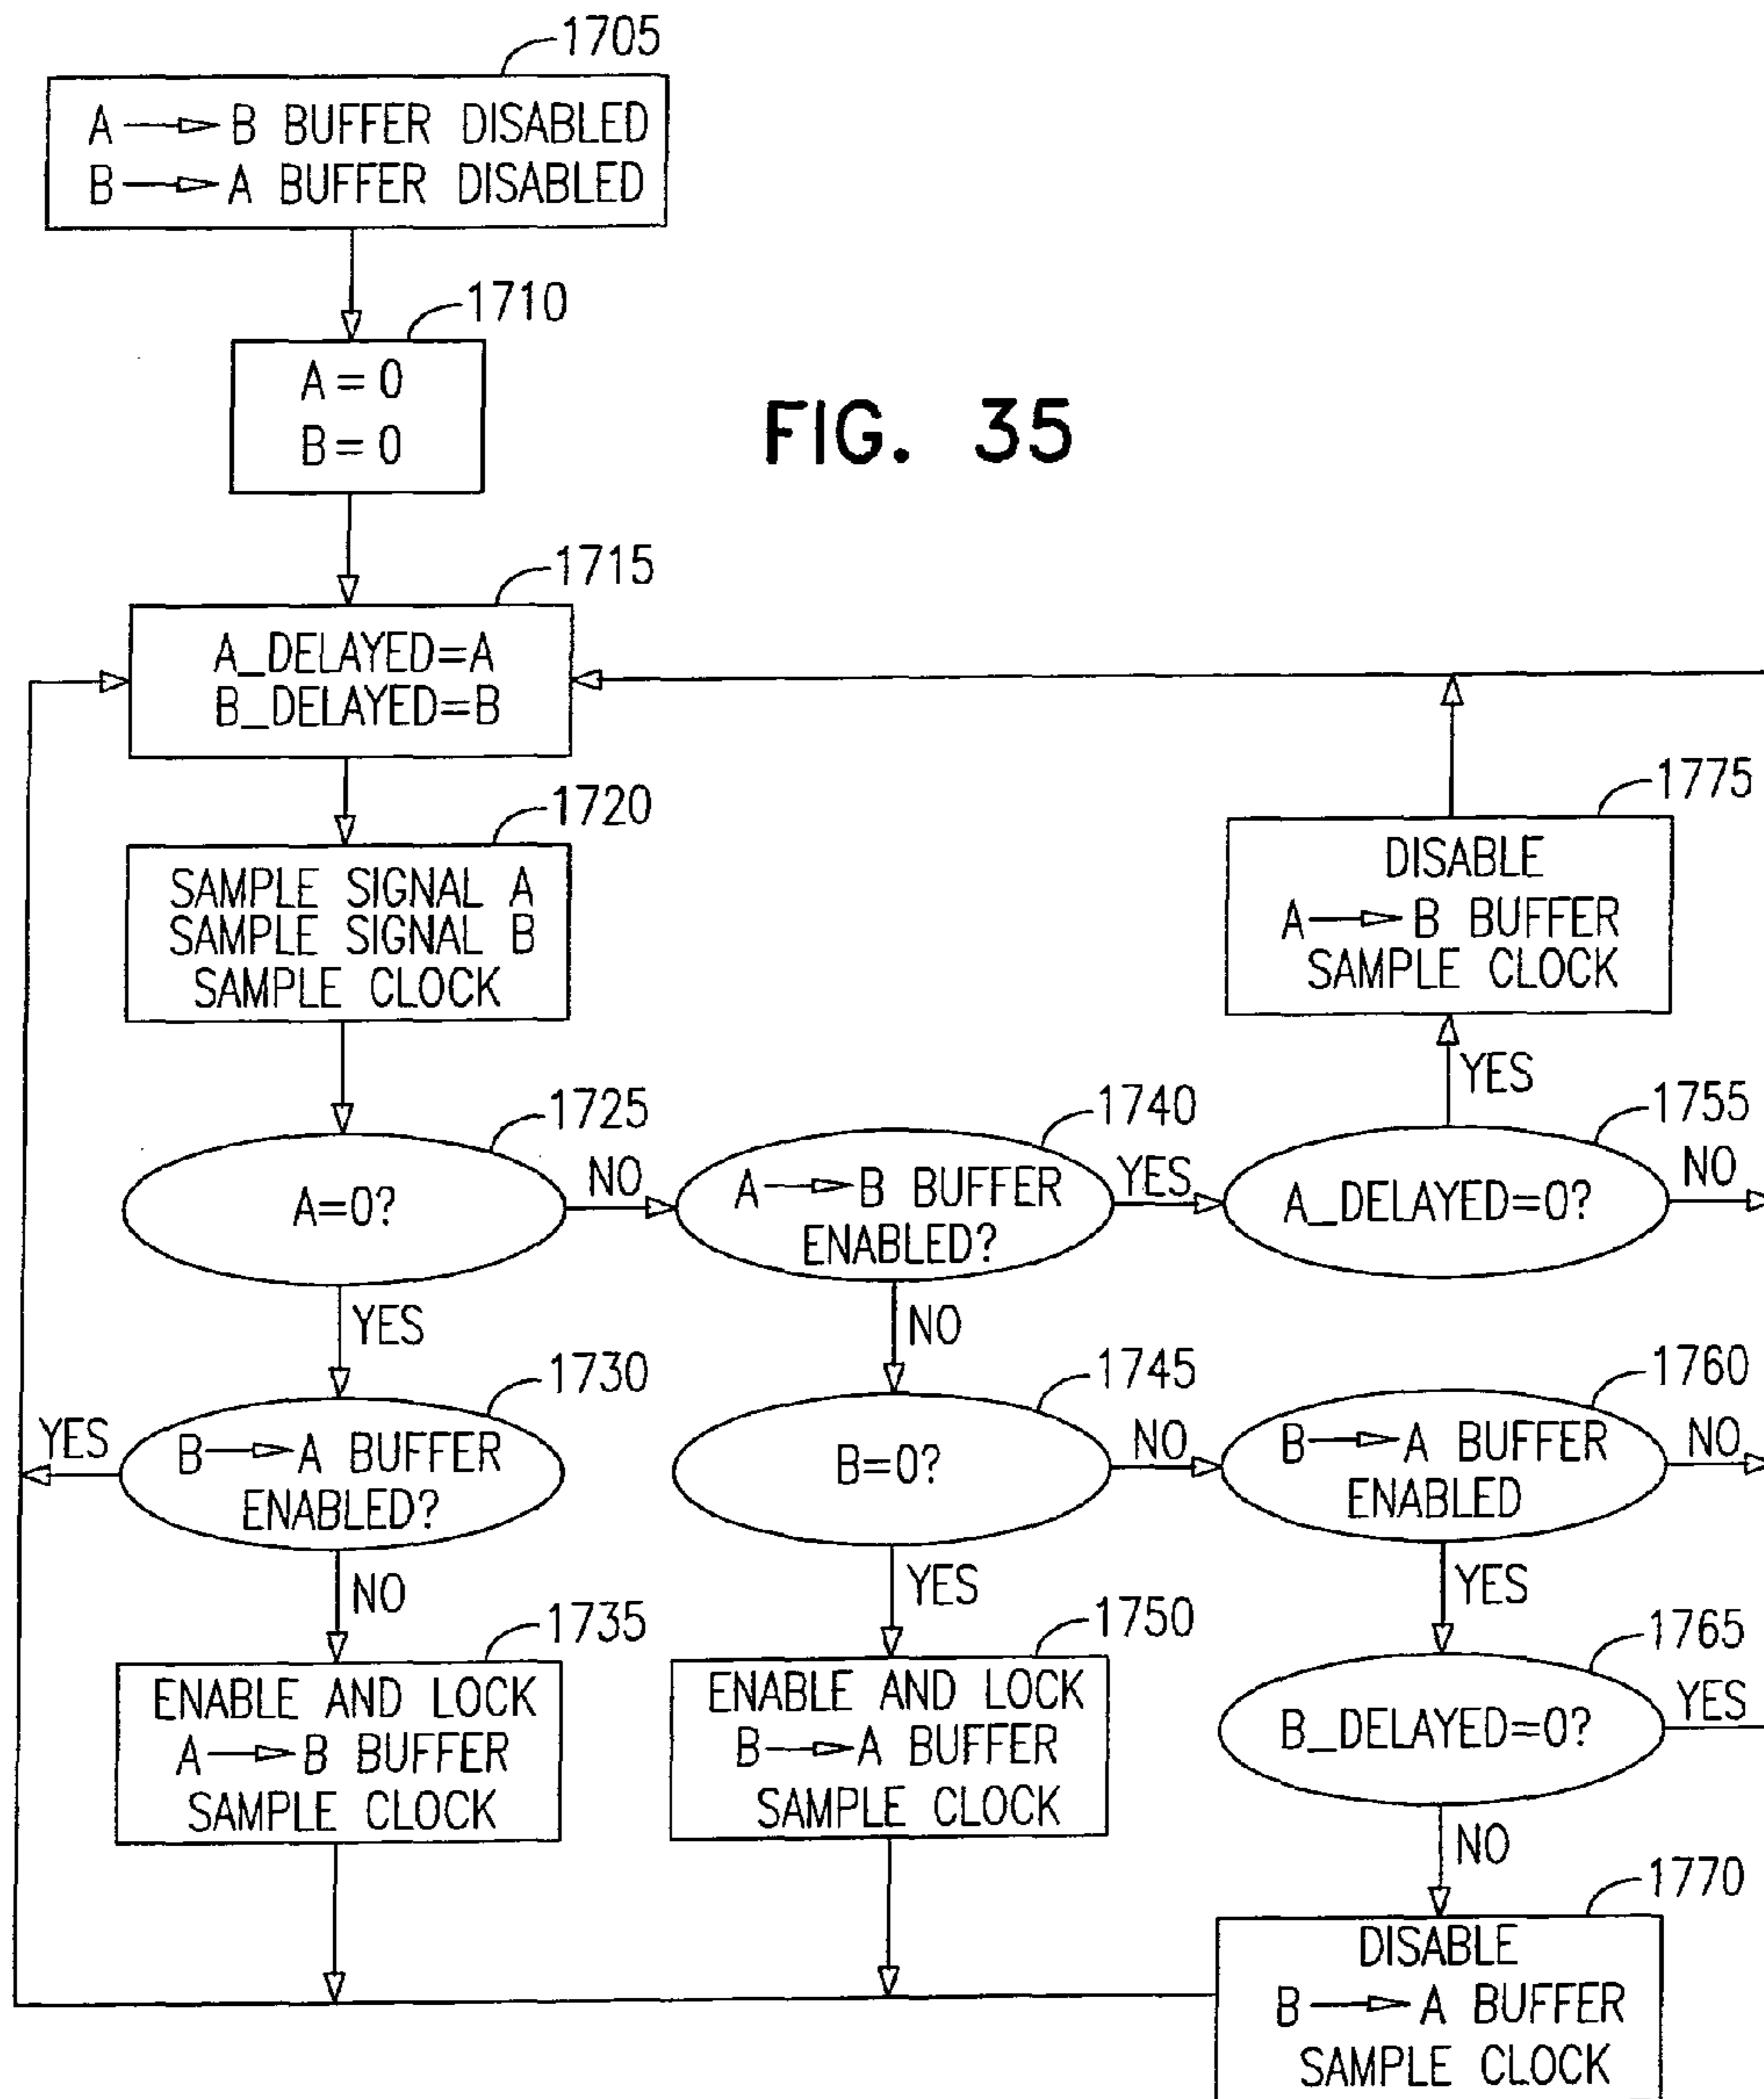 1705
A → B BUFFER DISABLED
B → A BUFFER DISABLED
1710
A = 0
B = 0
FIG. 35
1715
A_DELAYED=A
B_DELAYED=B
1720
SAMPLE SIGNAL A
SAMPLE SIGNAL B
SAMPLE CLOCK
1775
DISABLE
A → B BUFFER
SAMPLE CLOCK
YES
1725
A=0?
NO
1740
A → B BUFFER
ENABLED?
YES
1755
A_DELAYED=0?
NO
YES
NO
1730
B → A BUFFER
ENABLED?
YES
1745
B=0?
NO
1760
B → A BUFFER
ENABLED
NO
NO
YES
YES
1735
ENABLE AND LOCK
A → B BUFFER
SAMPLE CLOCK
1750
ENABLE AND LOCK
B → A BUFFER
SAMPLE CLOCK
1765
B_DELAYED=0?
YES
NO
1770
DISABLE
B → A BUFFER
SAMPLE CLOCK